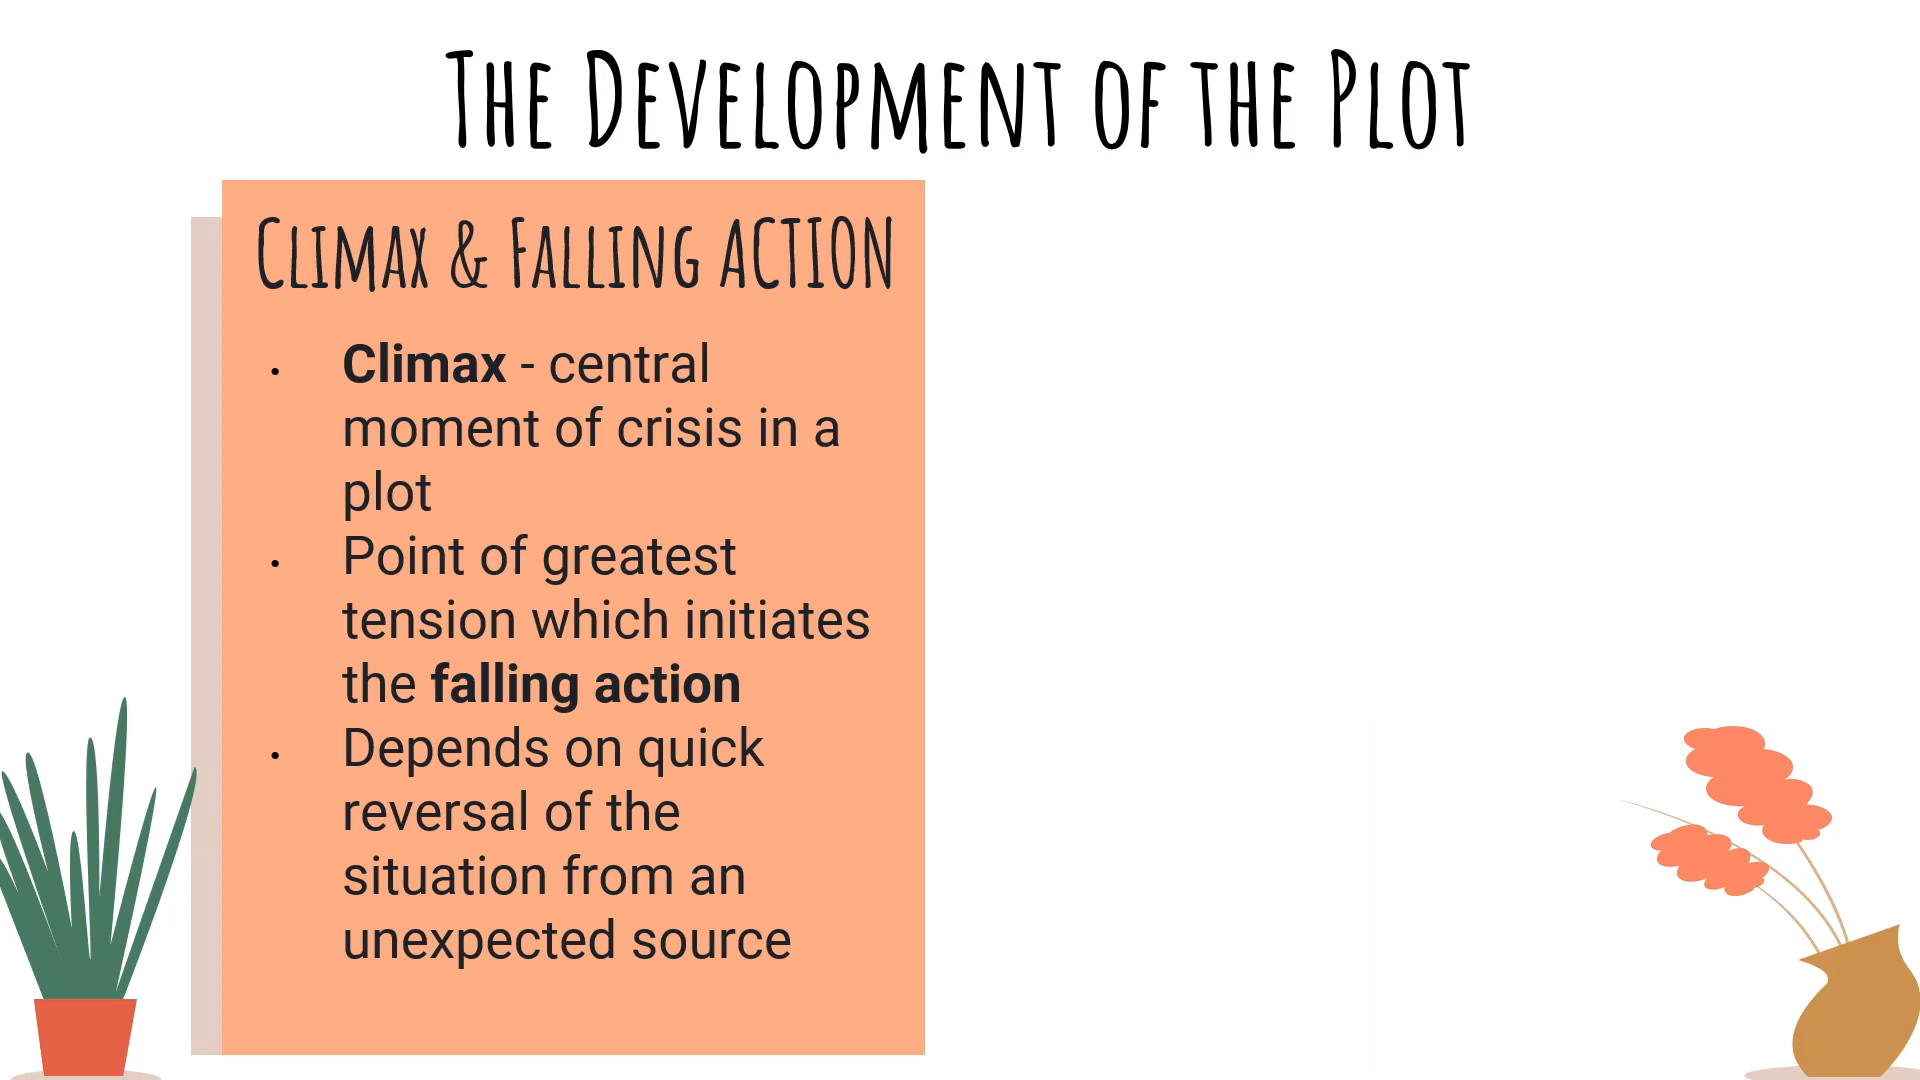 The Development of the Plot
Climax & Falling ACTION
• Climax - central
moment of crisis in a
plot
• Point of greatest
tension which initiates
the falling action
• Depends on quick
reversal of the
situation from an
unexpected source